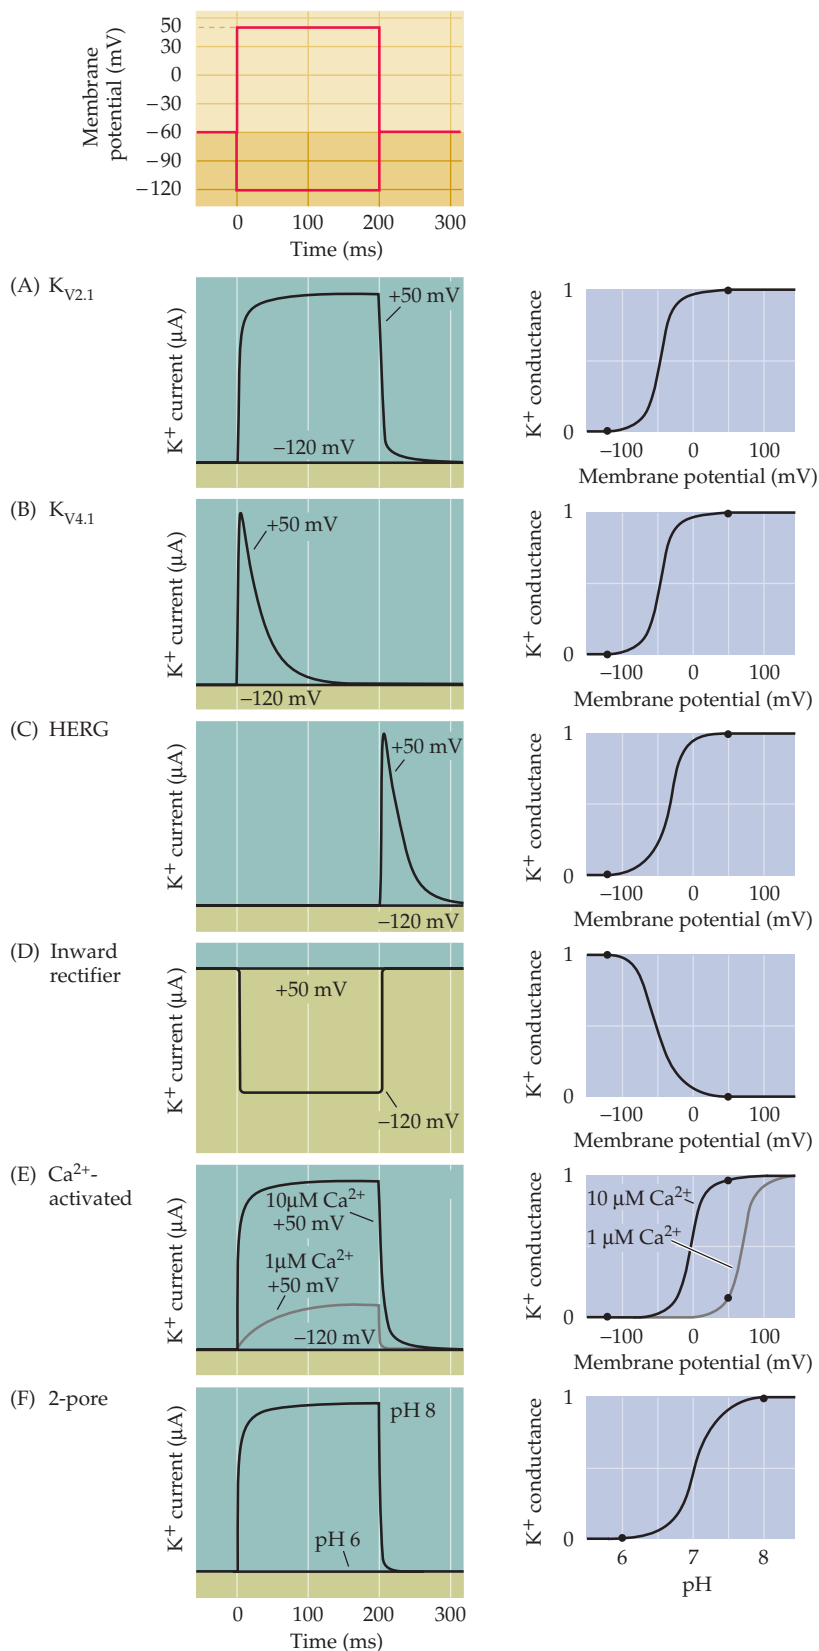 Membrane
potential (mV)
50
30
0
−30
−60
−90
−120
0 100 200 300
Time (ms)
(A) K_V2.1
K⁺ current (µA)
+50 mV
−120 mV
K⁺ conductance
1
0
−100 0 100
Membrane potential (mV)
(B) K_V4.1
K⁺ current (µA)
+50 mV
−120 mV
K⁺ conductance
1
0
−100 0 100
Membrane potential (mV)
(C) HERG
K⁺ current (µA)
+50 mV
−120 mV
K⁺ conductance
1
0
−100 0 100
Membrane potential (mV)
(D) Inward
rectifier
K⁺ current (µA)
+50 mV
−120 mV
K⁺ conductance
1
0
−100 0 100
Membrane potential (mV)
(E) Ca²⁺-
activated
K⁺ current (µA)
10µM Ca²⁺
+50 mV
1µM Ca²⁺
+50 mV
−120 mV
K⁺ conductance
1
0
10 µM Ca²⁺
1 µM Ca²⁺
−100 0 100
Membrane potential (mV)
(F) 2-pore
K⁺ current (µA)
pH 8
pH 6
0 100 200 300
Time (ms)
K⁺ conductance
1
0
6 7 8
pH